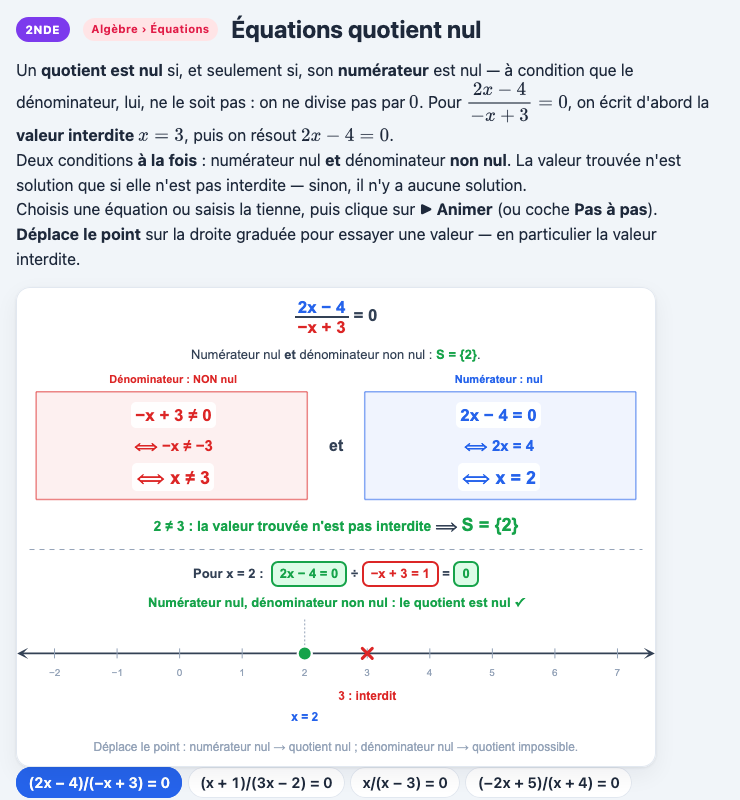 2NDE Algèbre › Équations Équations quotient nul
Un quotient est nul si, et seulement si, son numérateur est nul — à condition que le
dénominateur, lui, ne le soit pas : on ne divise pas par 0. Pour (2x − 4)/(−x + 3) = 0, on écrit d'abord la
valeur interdite x = 3, puis on résout 2x − 4 = 0.
Deux conditions à la fois : numérateur nul et dénominateur non nul. La valeur trouvée n'est
solution que si elle n'est pas interdite — sinon, il n'y a aucune solution.
Choisis une équation ou saisis la tienne, puis clique sur ▶ Animer (ou coche Pas à pas).
Déplace le point sur la droite graduée pour essayer une valeur — en particulier la valeur
interdite.
2x − 4
−x + 3 = 0
Numérateur nul et dénominateur non nul : S = {2}.
Dénominateur : NON nul Numérateur : nul
−x + 3 ≠ 0 2x − 4 = 0
⟺ −x ≠ −3 et ⟺ 2x = 4
⟺ x ≠ 3 ⟺ x = 2
2 ≠ 3 : la valeur trouvée n'est pas interdite ⟹ S = {2}
Pour x = 2 : 2x − 4 = 0 ÷ −x + 3 = 1 = 0
Numérateur nul, dénominateur non nul : le quotient est nul ✓
−2 −1 0 1 2 3 4 5 6 7
3 : interdit
x = 2
Déplace le point : numérateur nul → quotient nul ; dénominateur nul → quotient impossible.
(2x − 4)/(−x + 3) = 0 (x + 1)/(3x − 2) = 0 x/(x − 3) = 0 (−2x + 5)/(x + 4) = 0